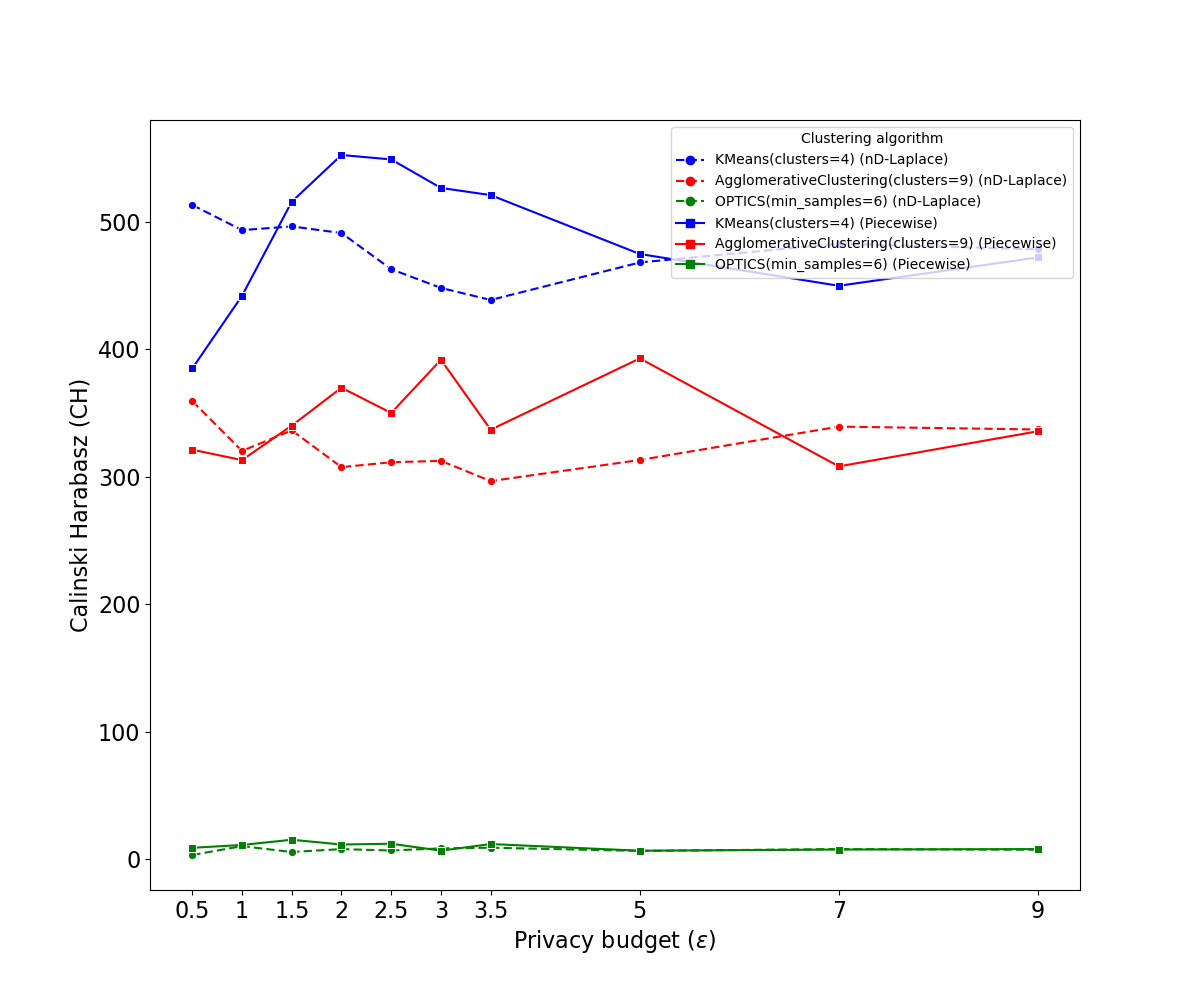 Clustering algorithm
KMeans(clusters=4) (nD-Laplace)
AgglomerativeClustering(clusters=9) (nD-Laplace)
OPTICS(min_samples=6) (nD-Laplace)
KMeans(clusters=4) (Piecewise)
AgglomerativeClustering(clusters=9) (Piecewise)
OPTICS(min_samples=6) (Piecewise)
Calinski Harabasz (CH)
500
400
300
200
100
0
0.5 1 1.5 2 2.5 3 3.5 5 7 9
Privacy budget (ε)